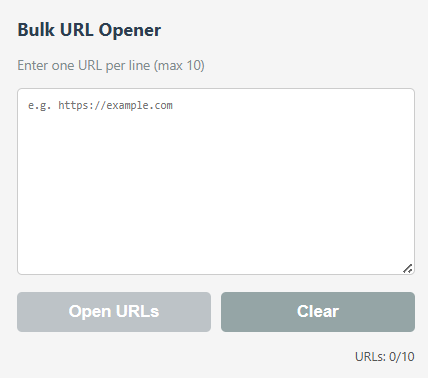 Bulk URL Opener
Enter one URL per line (max 10)
e.g. https://example.com
Open URLs
Clear
URLs: 0/10